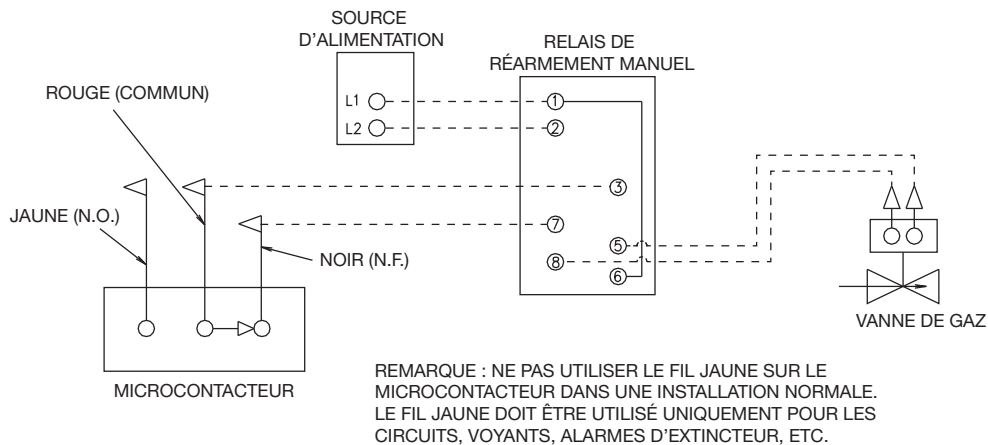 SOURCE
D'ALIMENTATION
RELAIS DE
RÉARMEMENT MANUEL
ROUGE (COMMUN)
L1
L2
1
2
3
7
5
8
6
JAUNE (N.O.)
NOIR (N.F.)
MICROCONTACTEUR
VANNE DE GAZ
REMARQUE : NE PAS UTILISER LE FIL JAUNE SUR LE
MICROCONTACTEUR DANS UNE INSTALLATION NORMALE.
LE FIL JAUNE DOIT ÊTRE UTILISÉ UNIQUEMENT POUR LES
CIRCUITS, VOYANTS, ALARMES D'EXTINCTEUR, ETC.